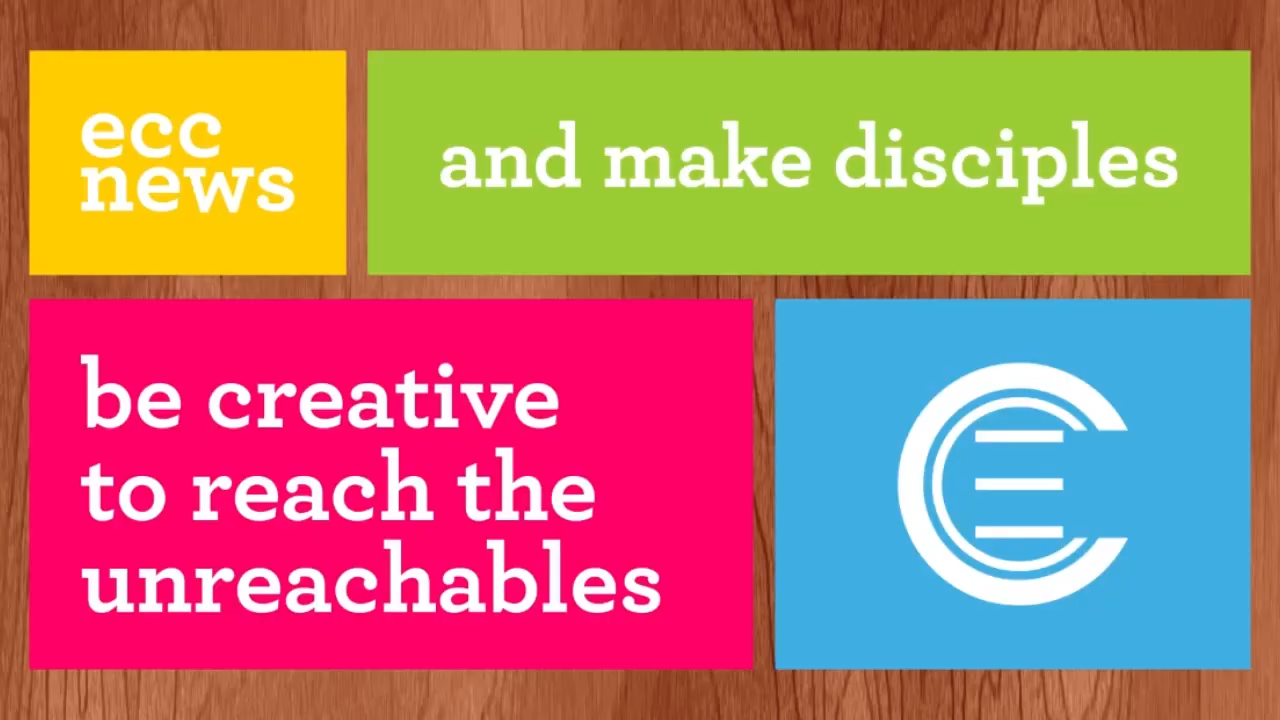 ecc
news
and make disciples
be creative
to reach the
unreachables